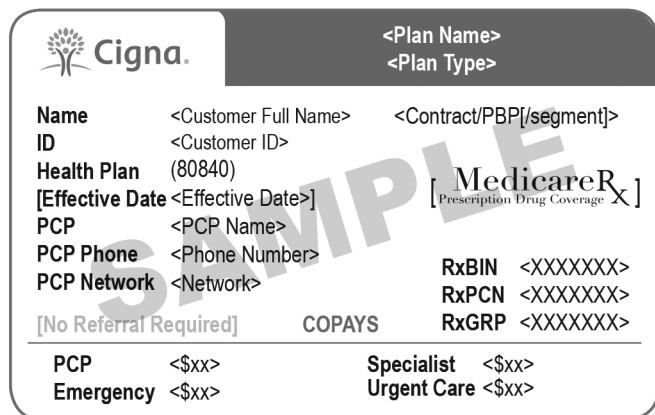 Cigna®
<Plan Name>
<Plan Type>
Name <Customer Full Name> <Contract/PBP[/segment]>
ID <Customer ID>
Health Plan (80840)
[Effective Date <Effective Date>]
[MedicareRx
Prescription Drug Coverage]
PCP <PCP Name>
PCP Phone <Phone Number>
PCP Network <Network>
RxBIN <XXXXXXX>
RxPCN <XXXXXXX>
RxGRP <XXXXXXX>
[No Referral Required] COPAYS
PCP <$xx> Specialist <$xx>
Emergency <$xx> Urgent Care <$xx>
SAMPLE